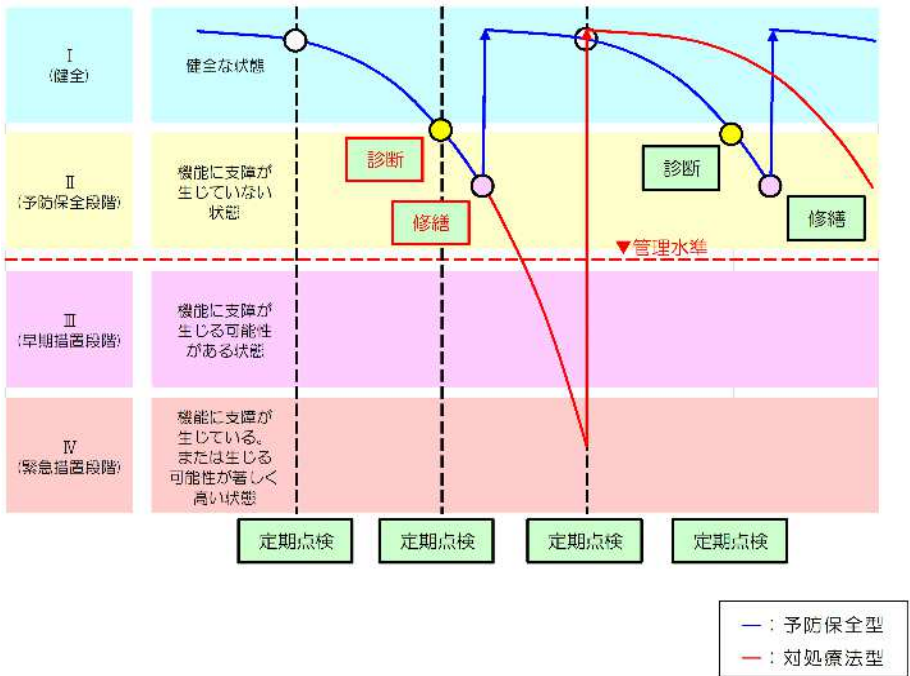 Ⅰ
(健全)
健全な状態
診断
診断
Ⅱ
(予防保全段階)
機能に支障が
生じていない
状態
修繕
修繕
▼管理水準
Ⅲ
(早期措置段階)
機能に支障が
生じる可能性
がある状態
Ⅳ
(緊急措置段階)
機能に支障が
生じている。
または生じる
可能性が著しく
高い状態
定期点検
定期点検
定期点検
定期点検
―：予防保全型
―：対処療法型